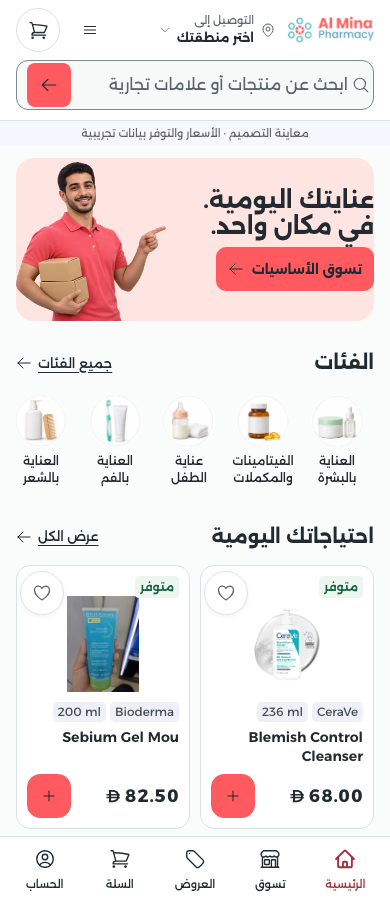 Al Mina
Pharmacy
التوصيل إلى
اختر منطقتك
ابحث عن منتجات أو علامات تجارية
معاينة التصميم · الأسعار والتوفر بيانات تجريبية
عنايتك اليومية.
في مكان واحد.
تسوق الأساسيات
الفئات
جميع الفئات
العناية
بالبشرة
الفيتامينات
والمكملات
عناية
الطفل
العناية
بالفم
العناية
بالشعر
احتياجاتك اليومية
عرض الكل
متوفر
CeraVe
CeraVe
236 ml
Blemish Control
Cleanser
68.00
متوفر
Bioderma
200 ml
Sebium Gel Mou
82.50
الرئيسية
تسوق
العروض
السلة
الحساب